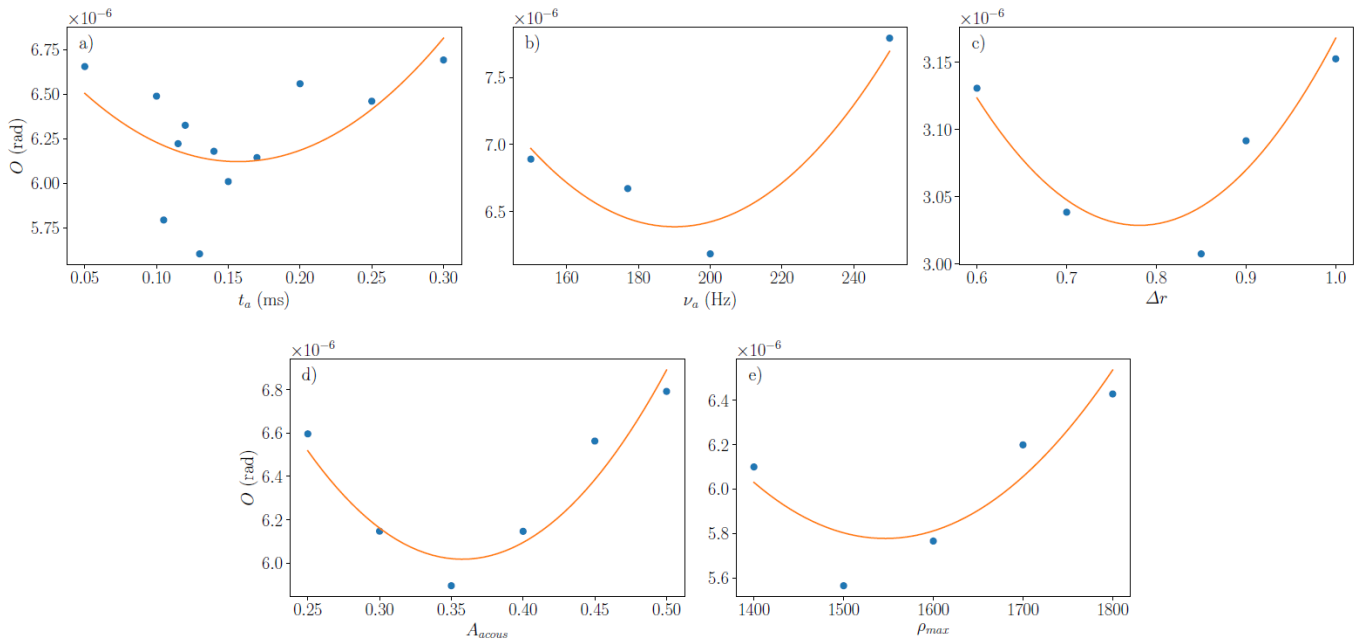 ×10⁻⁶
a)
6.75
6.50
6.25
6.00
5.75
O (rad)
0.05 0.10 0.15 0.20 0.25 0.30
t_a (ms)
×10⁻⁶
b)
7.5
7.0
6.5
160 180 200 220 240
ν_a (Hz)
×10⁻⁶
c)
3.15
3.10
3.05
3.00
0.6 0.7 0.8 0.9 1.0
Δr
×10⁻⁶
d)
6.8
6.6
6.4
6.2
6.0
O (rad)
0.25 0.30 0.35 0.40 0.45 0.50
A_acous
×10⁻⁶
e)
6.4
6.2
6.0
5.8
5.6
1400 1500 1600 1700 1800
ρ_max